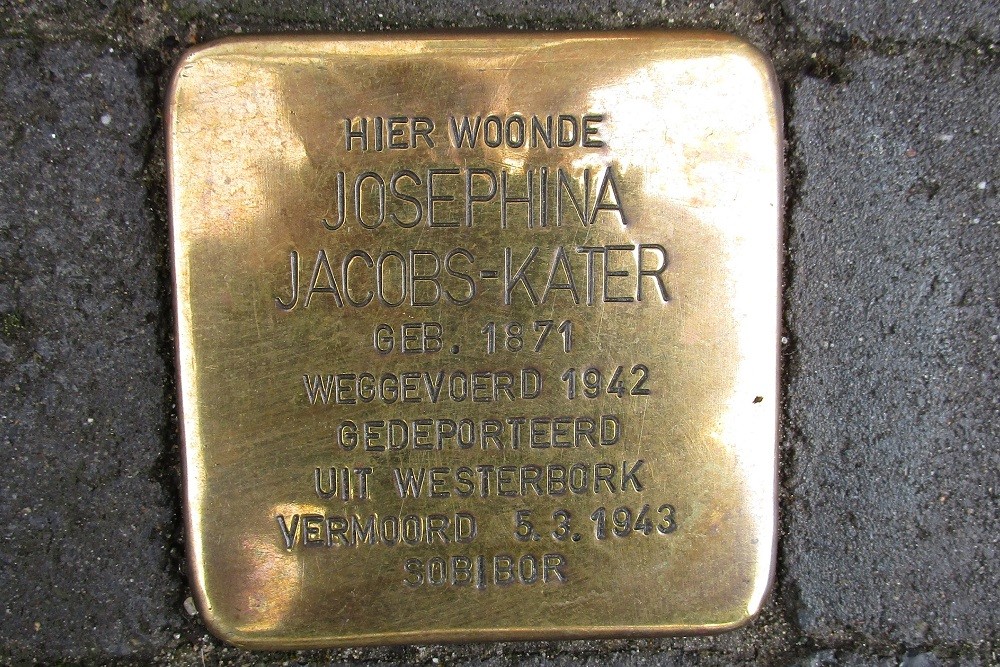 HIER WOONDE
JOSEPHINA
JACOBS-KATER
GEB. 1871
WEGGEVOERD 1942
GEDEPORTEERD
UIT WESTERBORK
VERMOORD 5.3.1943
SOBIBOR